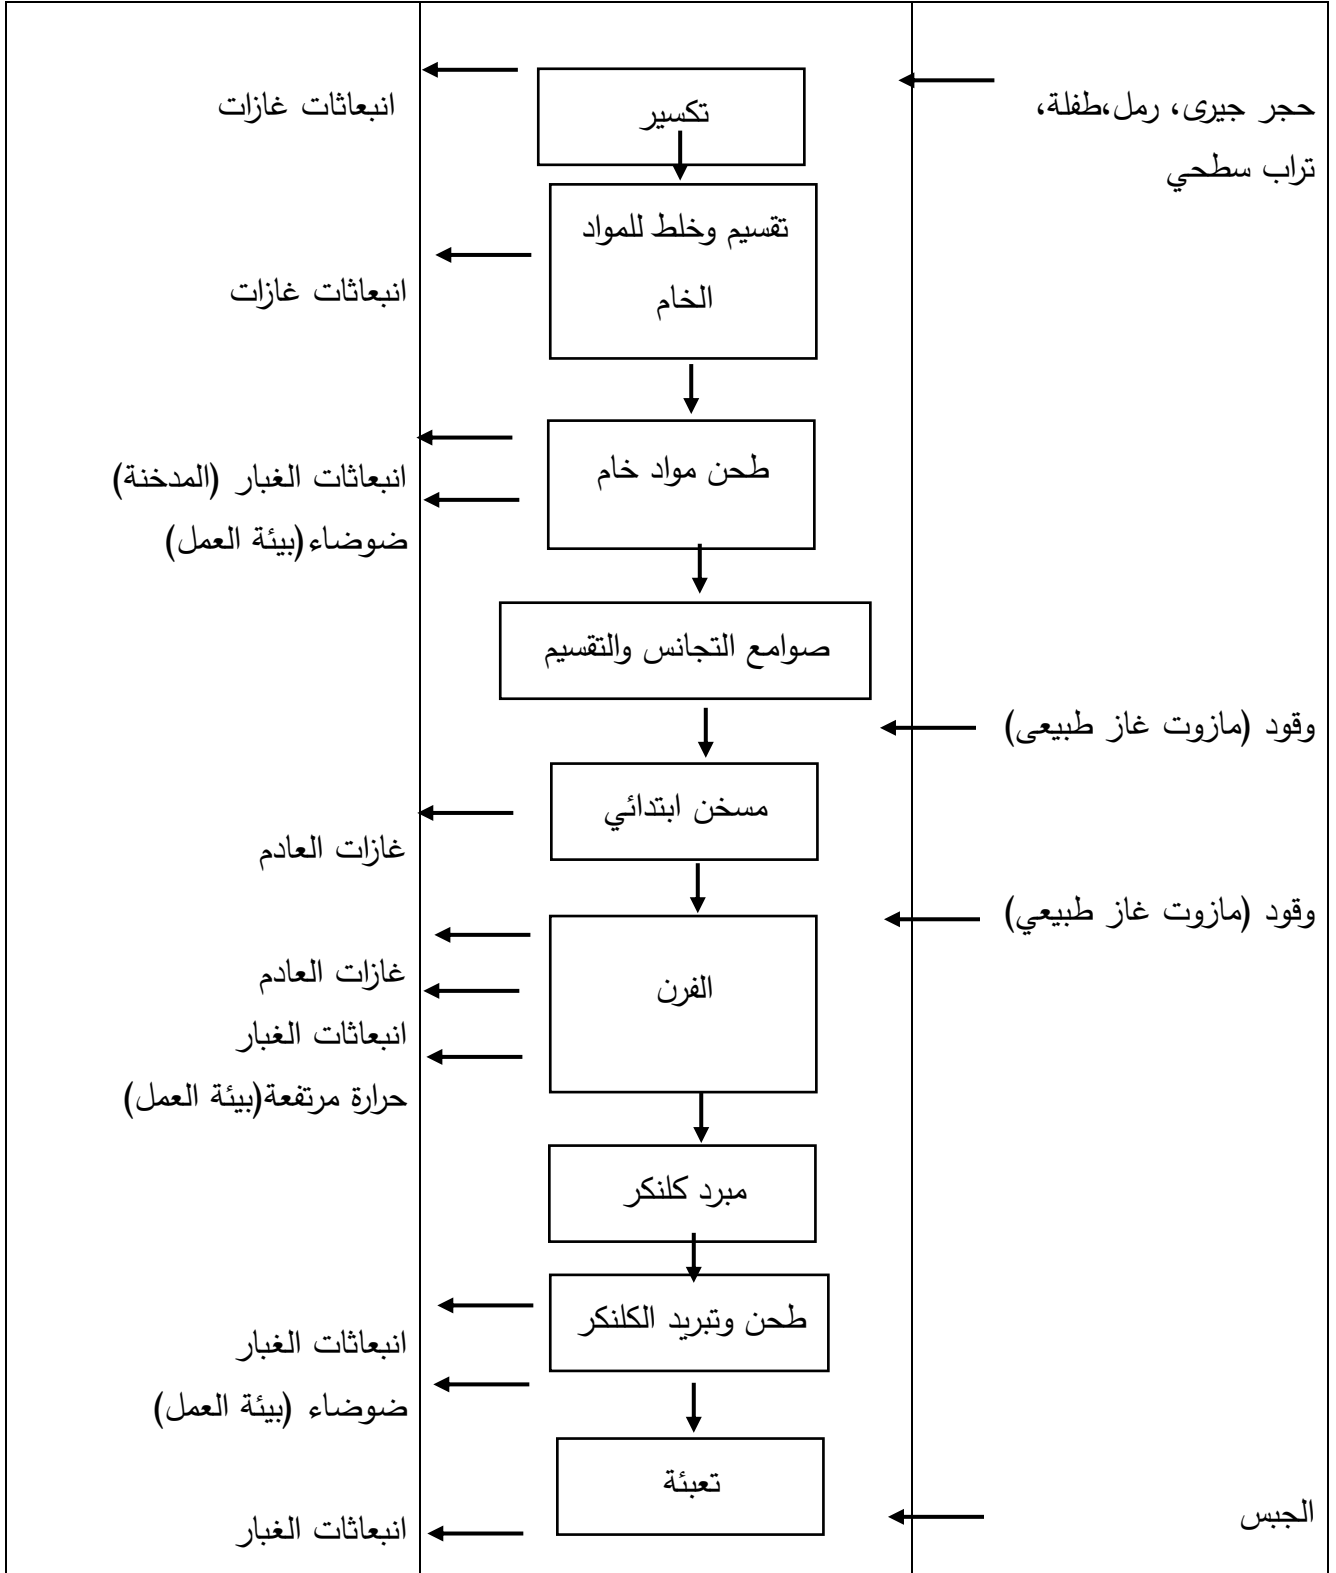 حجر جيرى، رمل،طفلة،
تراب سطحي
تكسير
انبعاثات غازات
تقسيم وخلط للمواد
الخام
انبعاثات غازات
طحن مواد خام
انبعاثات الغبار (المدخنة)
ضوضاء(بيئة العمل)
صوامع التجانس والتقسيم
وقود (مازوت غاز طبيعى)
مسخن ابتدائي
غازات العادم
وقود (مازوت غاز طبيعي)
الفرن
غازات العادم
انبعاثات الغبار
حرارة مرتفعة(بيئة العمل)
مبرد كلنكر
طحن وتبريد الكلنكر
انبعاثات الغبار
ضوضاء (بيئة العمل)
تعبئة
الجبس
انبعاثات الغبار